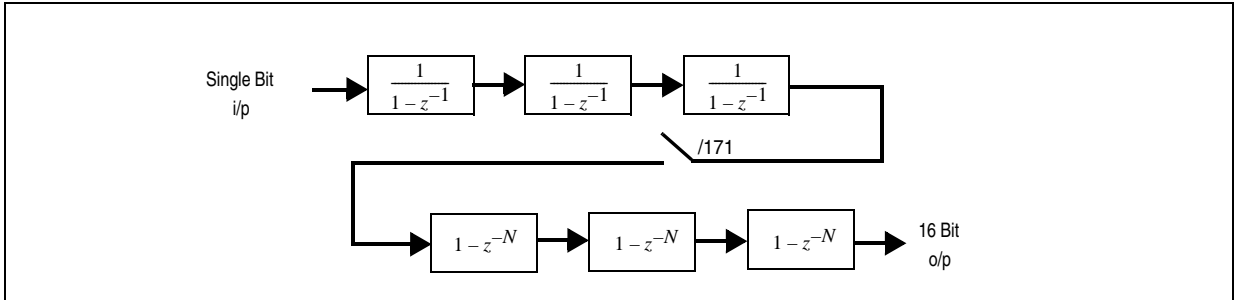 Single Bit
i/p
1
1 – z^–1
1
1 – z^–1
1
1 – z^–1
/171
1 – z^–N
1 – z^–N
1 – z^–N
16 Bit
o/p